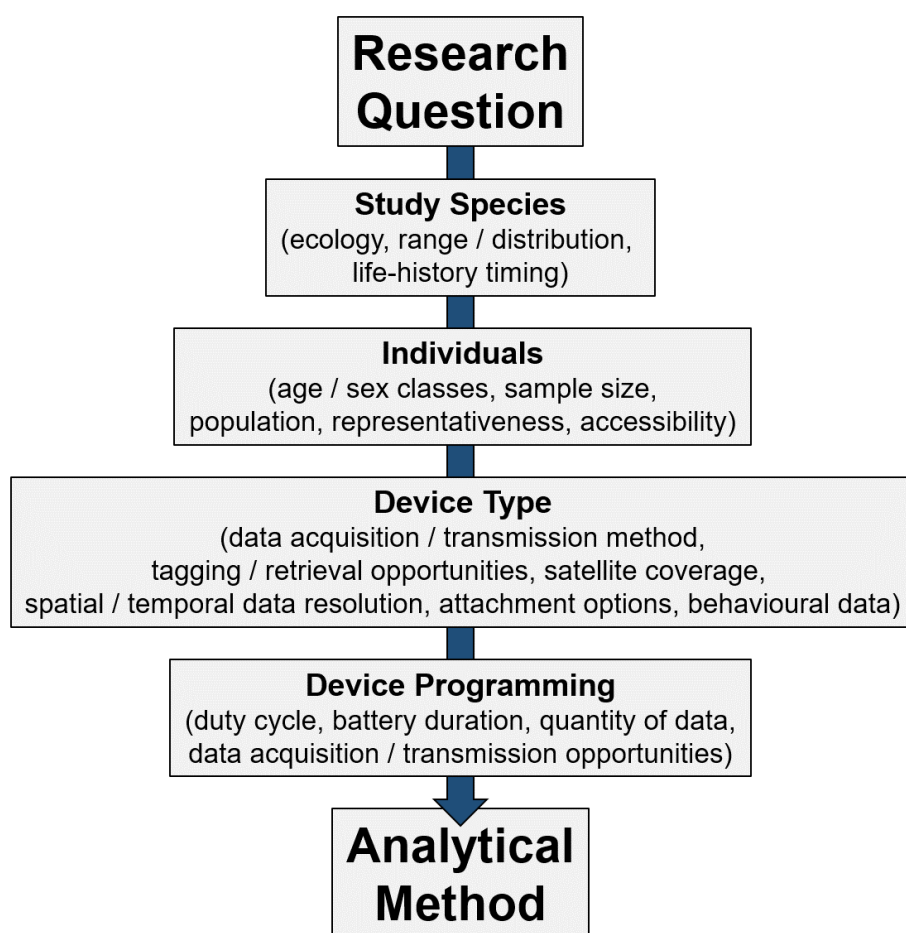 Research
Question
Study Species
(ecology, range / distribution,
life-history timing)
Individuals
(age / sex classes, sample size,
population, representativeness, accessibility)
Device Type
(data acquisition / transmission method,
tagging / retrieval opportunities, satellite coverage,
spatial / temporal data resolution, attachment options, behavioural data)
Device Programming
(duty cycle, battery duration, quantity of data,
data acquisition / transmission opportunities)
Analytical
Method